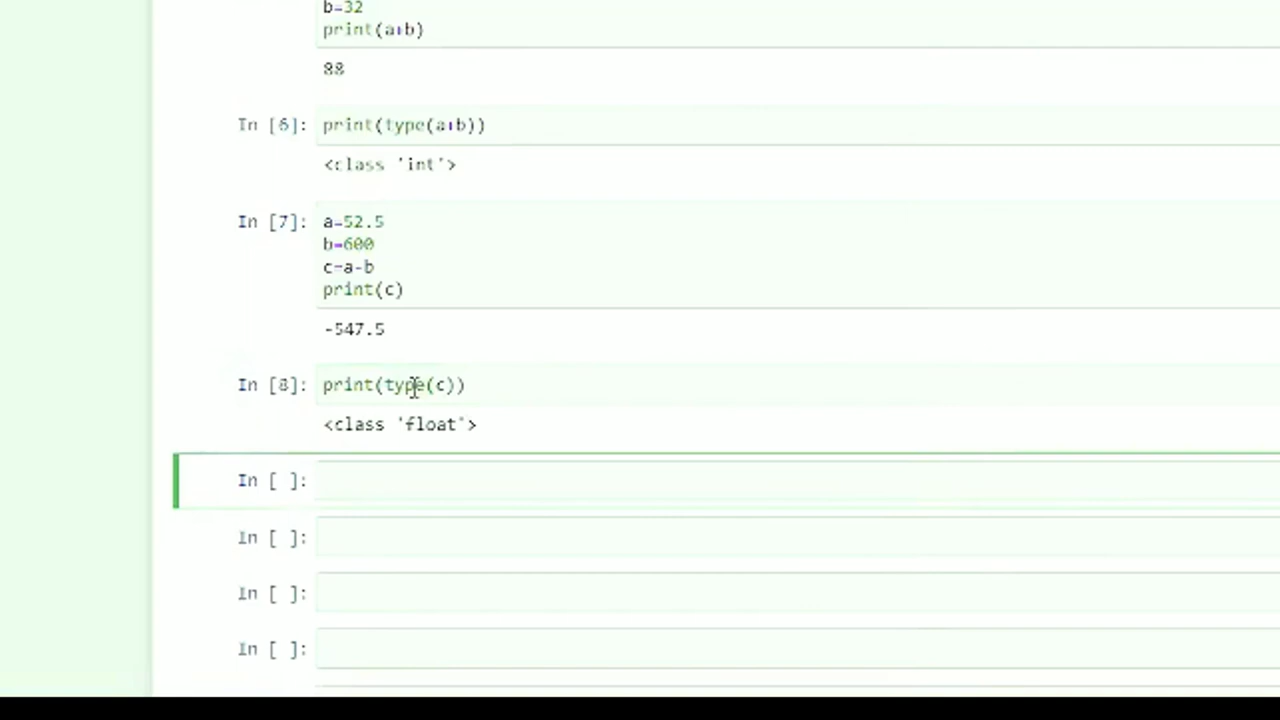 b=32
print(a+b)
88
In [6]: print(type(a+b))
<class 'int'>
In [7]: a=52.5
b=600
c=a-b
print(c)
-547.5
In [8]: print(type(c))
<class 'float'>
In [ ]:
In [ ]:
In [ ]:
In [ ]: